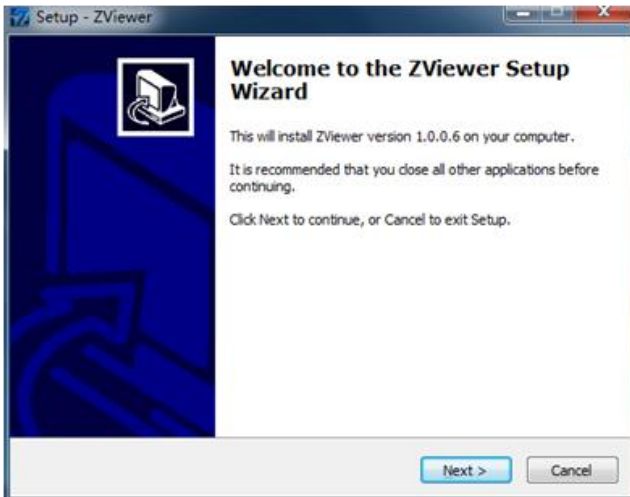 Setup - ZViewer
Welcome to the ZViewer Setup
Wizard
This will install ZViewer version 1.0.0.6 on your computer.
It is recommended that you close all other applications before
continuing.
Click Next to continue, or Cancel to exit Setup.
Next >
Cancel